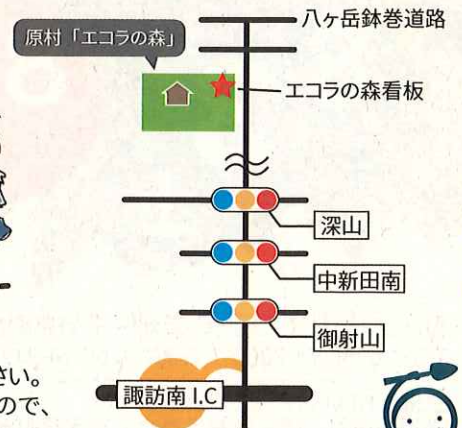 八ヶ岳鉢巻道路
原村「エコラの森」
エコラの森看板
深山
中新田南
御射山
諏訪南 I.C
さい。
ので、